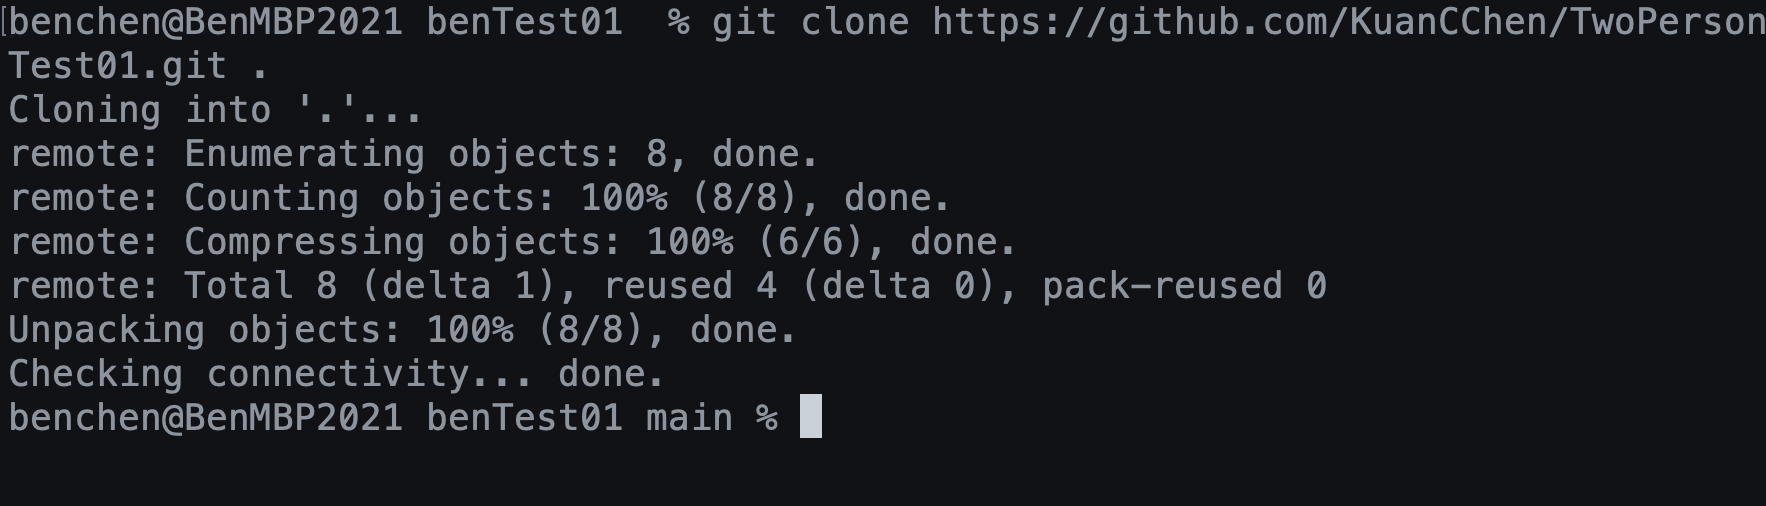 [benchen@BenMBP2021 benTest01  % git clone https://github.com/KuanCChen/TwoPerson
Test01.git .
Cloning into '.'...
remote: Enumerating objects: 8, done.
remote: Counting objects: 100% (8/8), done.
remote: Compressing objects: 100% (6/6), done.
remote: Total 8 (delta 1), reused 4 (delta 0), pack-reused 0
Unpacking objects: 100% (8/8), done.
Checking connectivity... done.
benchen@BenMBP2021 benTest01 main %